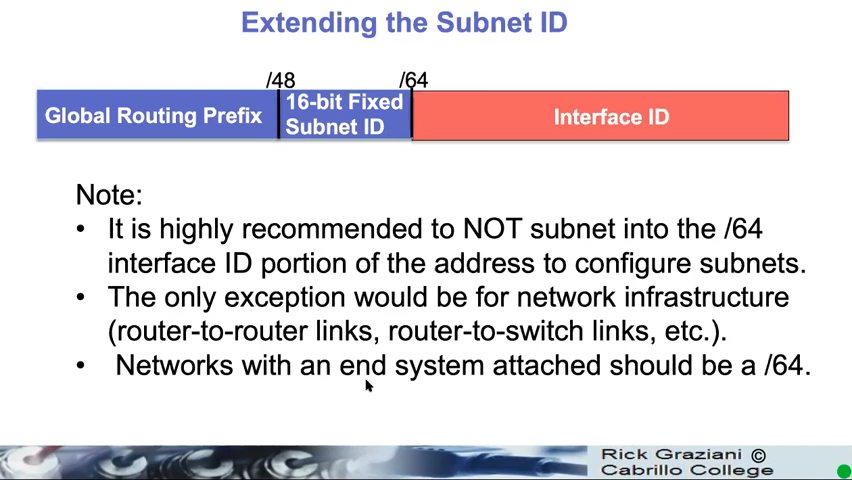 Extending the Subnet ID
/48
/64
Global Routing Prefix
16-bit Fixed
Subnet ID
Interface ID
Note:
• It is highly recommended to NOT subnet into the /64
interface ID portion of the address to configure subnets.
• The only exception would be for network infrastructure
(router-to-router links, router-to-switch links, etc.).
• Networks with an end system attached should be a /64.
Rick Graziani ©
Cabrillo College